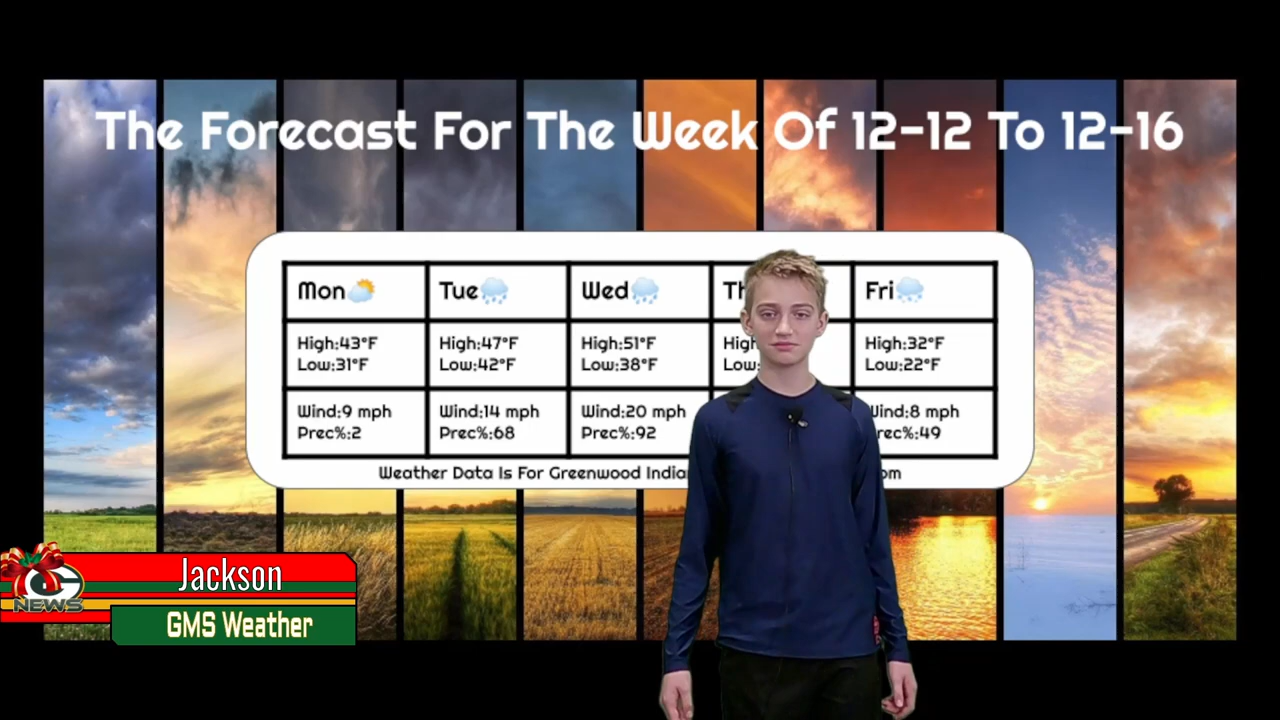 The Forecast For The Week Of 12-12 To 12-16
Mon Tue Wed Fri
High:43°F High:47°F High:51°F High:32°F
Low:31°F Low:42°F Low:38°F Low:22°F
Wind:9 mph Wind:14 mph Wind:20 mph Wind:8 mph
Prec%:2 Prec%:68 Prec%:92 Prec%:49
Weather Data Is For Greenwood
Jackson
G
NEWS
GMS Weather